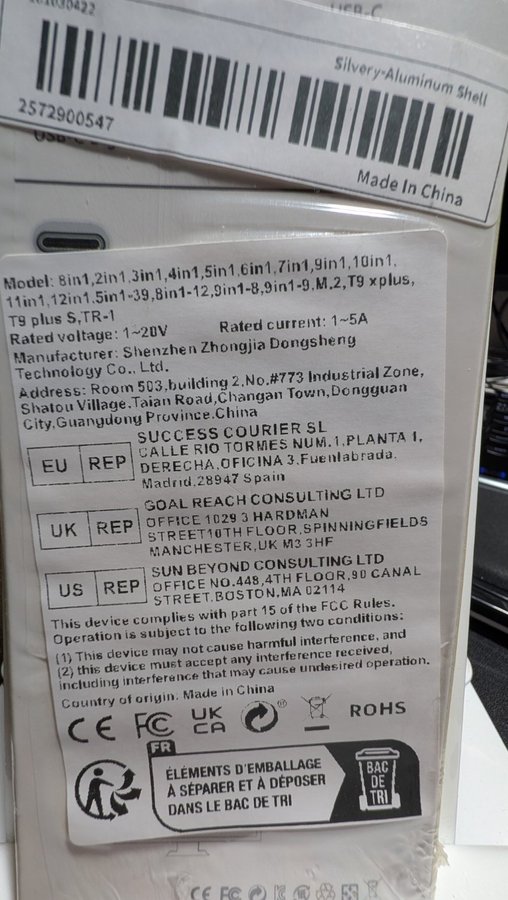 USB-C
Silvery-Aluminum Shell
2572900547
Made In China
Model: 8in1,2in1,3in1,4in1,5in1,6in1,7in1,9in1,10in1,
11in1,12in1.5in1-39,8in1-12,9in1-8,9in1-9,M.2,T9 xplus,
T9 plus S,TR-1
Rated voltage: 1~20V Rated current: 1~5A
Manufacturer: Shenzhen Zhongjia Dongsheng
Technology Co., Ltd.
Address: Room 503,building 2,No.#773 Industrial Zone,
Shatou Village.Taian Road,Changan Town,Dongguan
City,Guangdong Province.China
EU REP
SUCCESS COURIER SL
CALLE RIO TORMES NUM.1,PLANTA 1,
DERECHA,OFICINA 3,Fuenlabrada.
Madrid,28947 Spain
UK REP
GOAL REACH CONSULTING LTD
OFFICE 1029 3 HARDMAN
STREET10TH FLOOR,SPINNINGFIELDS
MANCHESTER,UK M3 3HF
US REP
SUN BEYOND CONSULTING LTD
OFFICE NO.448,4TH FLOOR,90 CANAL
STREET.BOSTON.MA 02114
This device complies with part 15 of the FCC Rules.
Operation is subject to the following two conditions:
(1) This device may not cause harmful interference, and
(2) this device must accept any interference received,
including interference that may cause undesired operation.
Country of origin. Made in China
CE FC UK CA ® ROHS
FR
ÉLÉMENTS D'EMBALLAGE
À SÉPARER ET À DÉPOSER
DANS LE BAC DE TRI
BAC
DE
TRI
CE FC